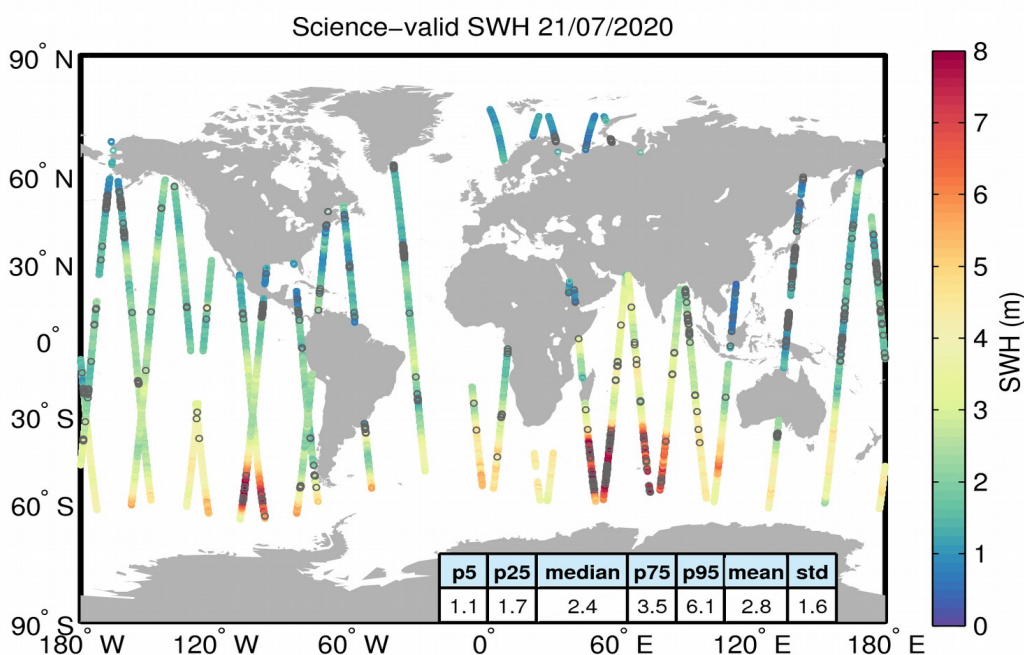 Science−valid SWH 21/07/2020
90° N
60° N
30° N
0°
30° S
60° S
90° S
180° W
120° W
60° W
0°
60° E
120° E
180° E
p5 p25 median p75 p95 mean std
1.1 1.7 2.4 3.5 6.1 2.8 1.6
8
7
6
5
4
3
2
1
0
SWH (m)